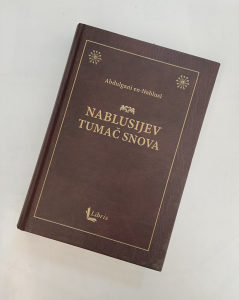 Abdulgani en-Nablusi
NABLUSIJEV
TUMAČ SNOVA
Libris